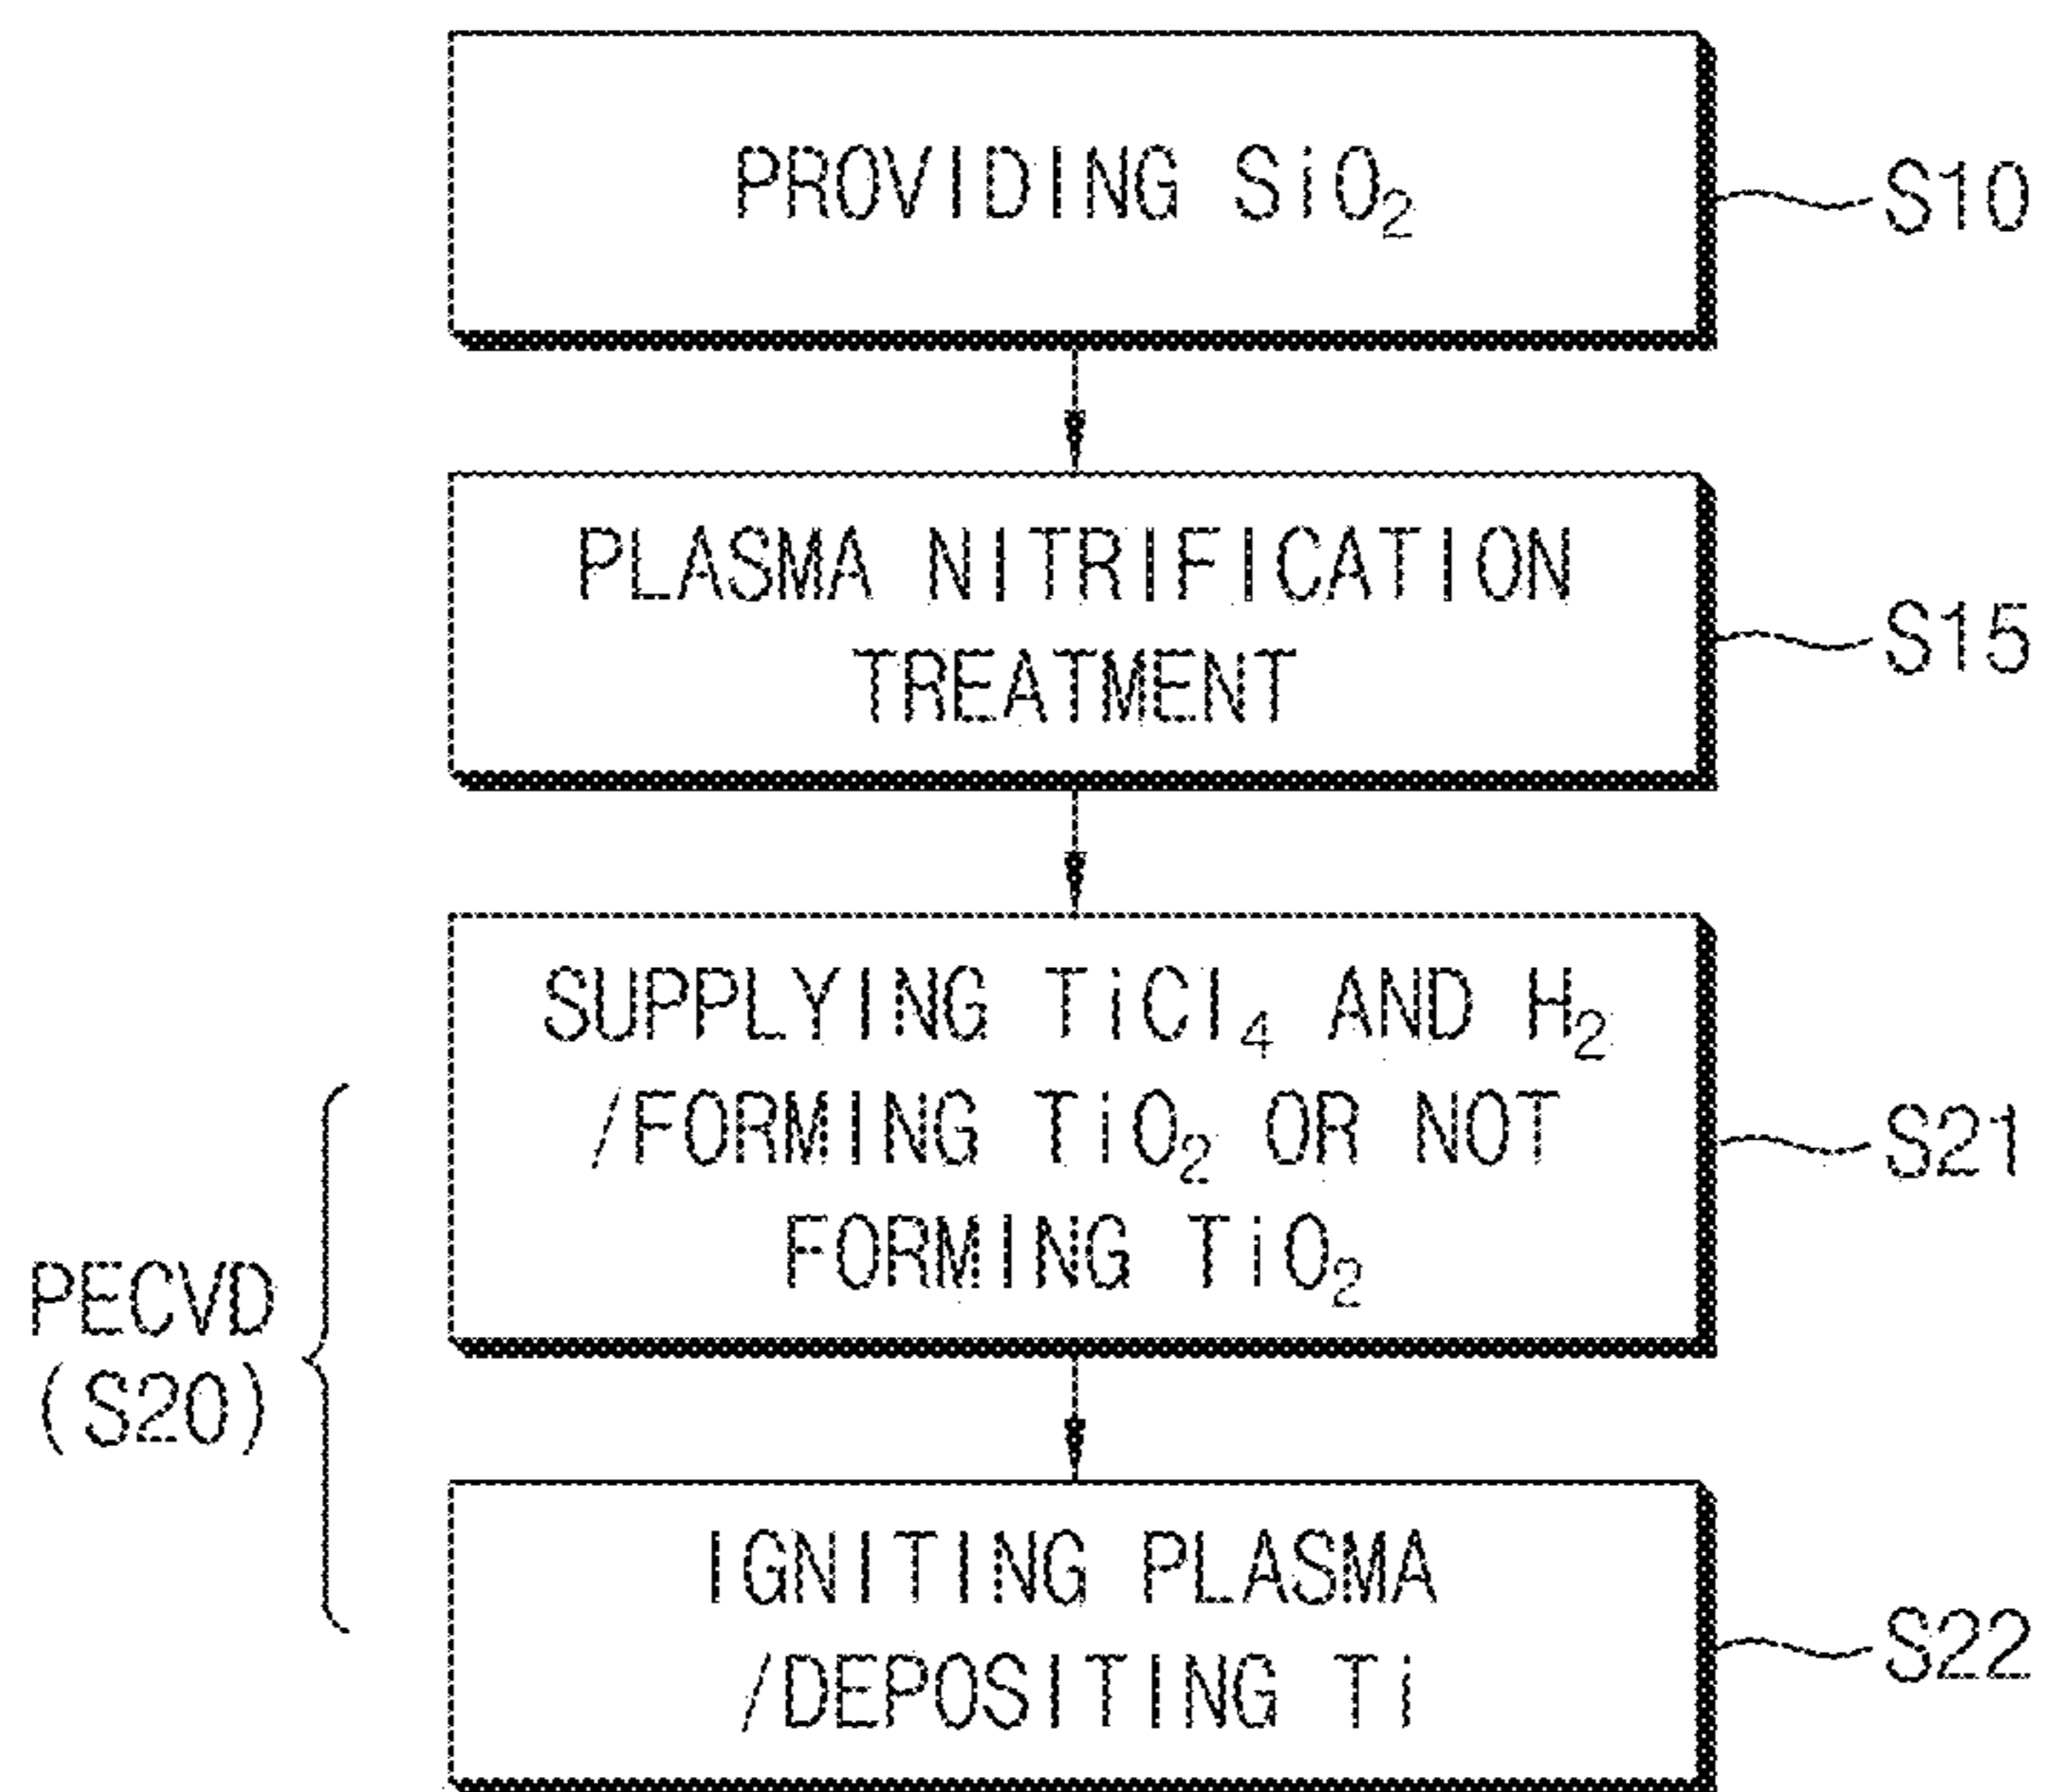 PROVIDING SiO₂
S10
PLASMA NITRIFICATION
TREATMENT
S15
SUPPLYING TiCl₄ AND H₂
/FORMING TiO₂ OR NOT
FORMING TiO₂
S21
PECVD
(S20)
IGNITING PLASMA
/DEPOSITING Ti
S22